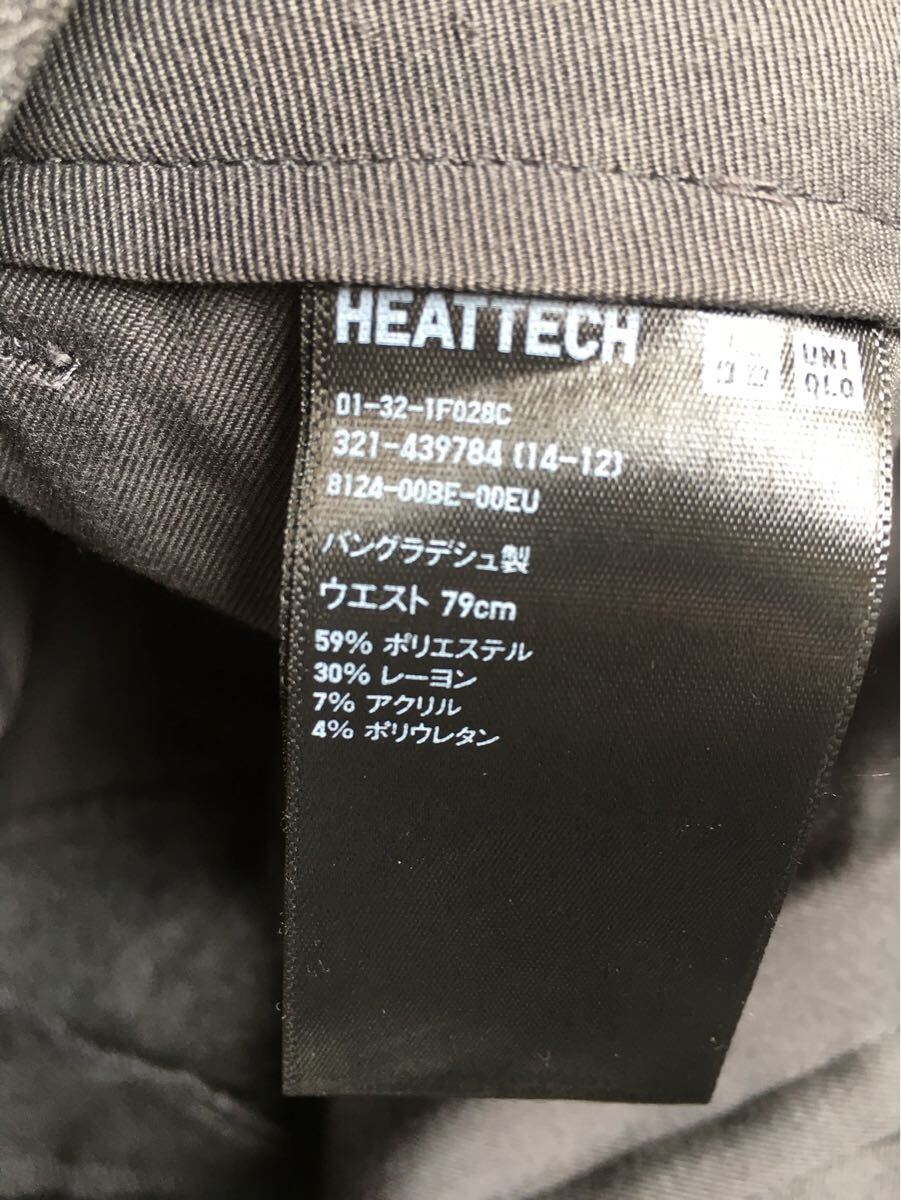 HEATTECH
UNI
QLO
01-32-1F028C
321-439784 (14-12)
8124-00BE-00EU
バングラデシュ製
ウエスト 79cm
59% ポリエステル
30% レーヨン
7% アクリル
4% ポリウレタン